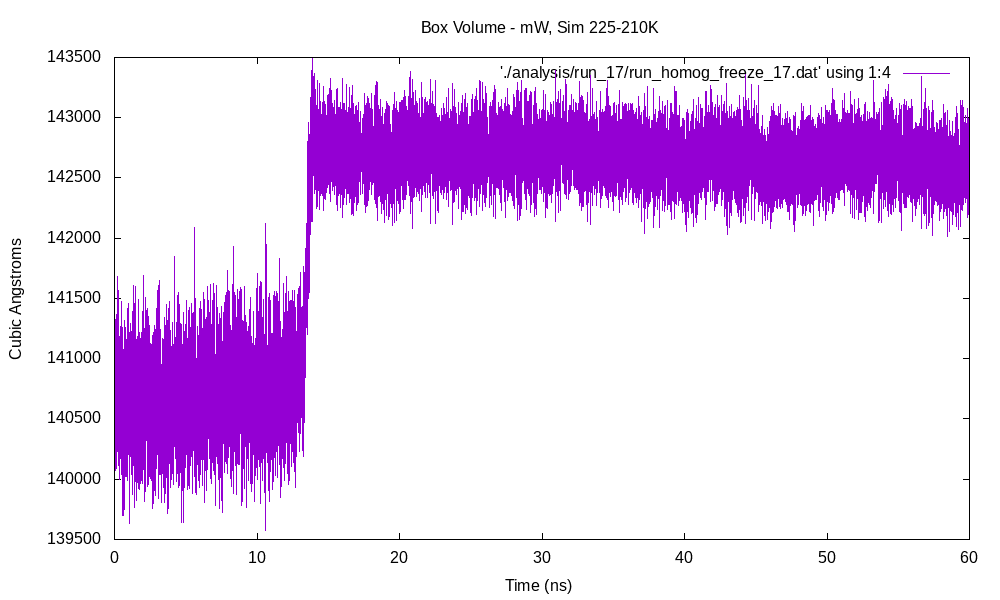 Box Volume - mW, Sim 225-210K
143500
'./analysis/run_17/run_homog_freeze_17.dat' using 1:4
143000
142500
142000
Cubic Angstroms
141500
141000
140500
140000
139500
0 10 20 30 40 50 60
Time (ns)